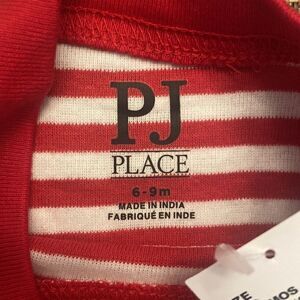 PJ
PLACE
6-9m
MADE IN INDIA
FABRIQUÉ EN INDE